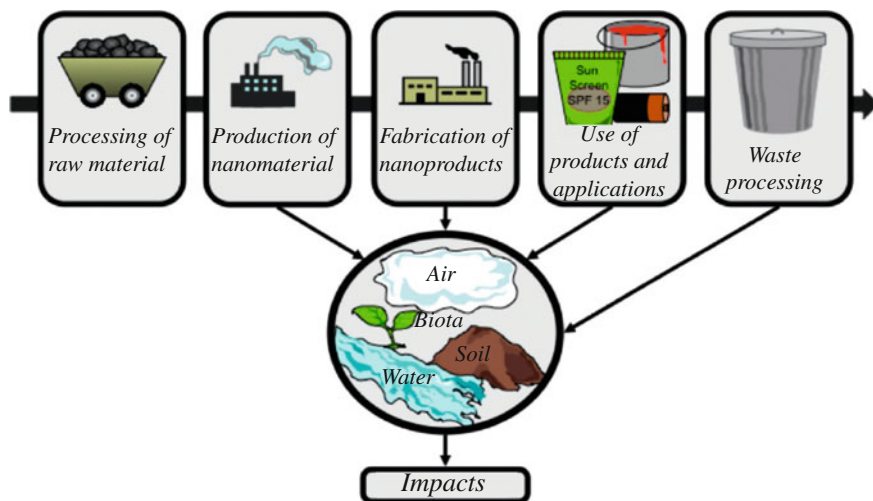 Processing of
raw material
Production of
nanomaterial
Fabrication of
nanoproducts
Sun
Screen
SPF 15
Use of
products and
applications
Waste
processing
Air
Biota
Soil
Water
Impacts